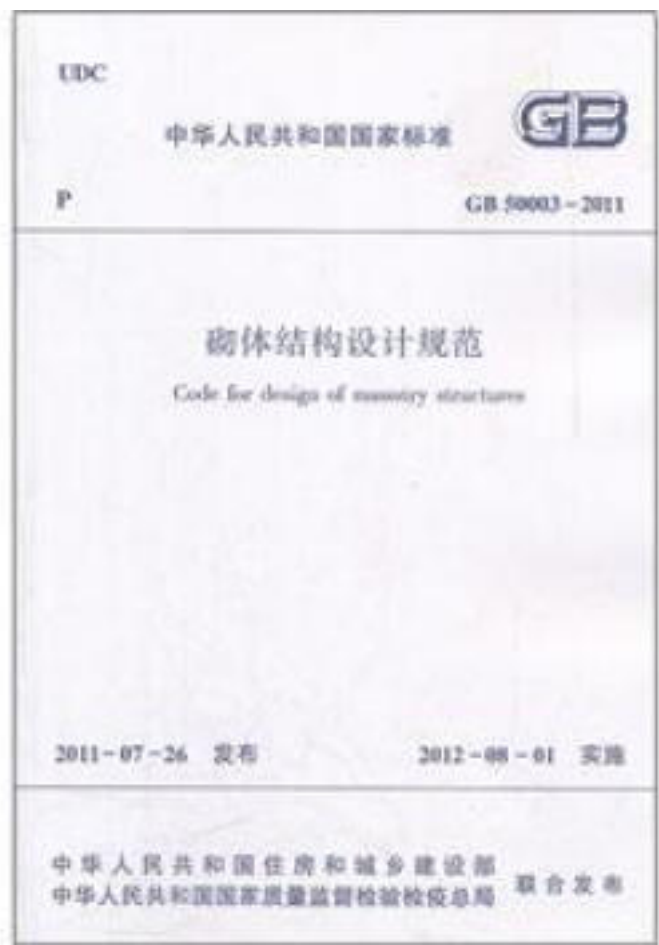 UDC
GB
中华人民共和国国家标准
P
GB 50003-2011
砌体结构设计规范
Code for design of masonry structures
2011-07-26 发布
2012-08-01 实施
中华人民共和国住房和城乡建设部
中华人民共和国国家质量监督检验检疫总局
联合发布